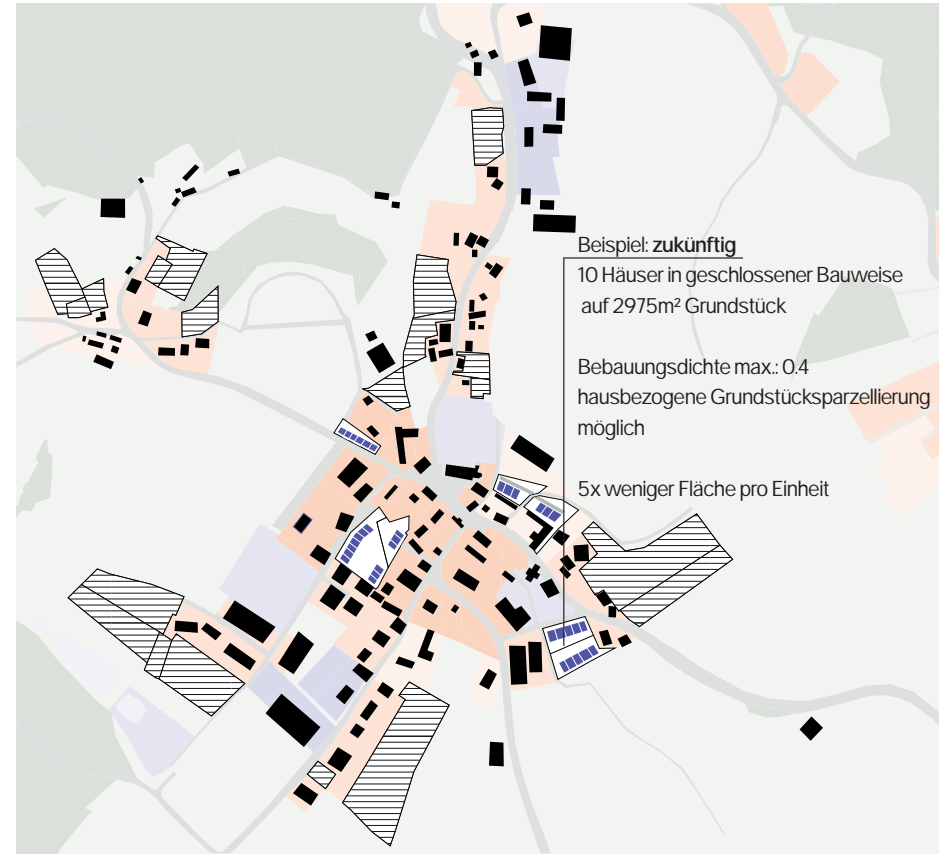 Beispiel: zukünftig
10 Häuser in geschlossener Bauweise
auf 2975m² Grundstück
Bebauungsdichte max.: 0.4
hausbezogene Grundstücksparzellierung
möglich
5x weniger Fläche pro Einheit